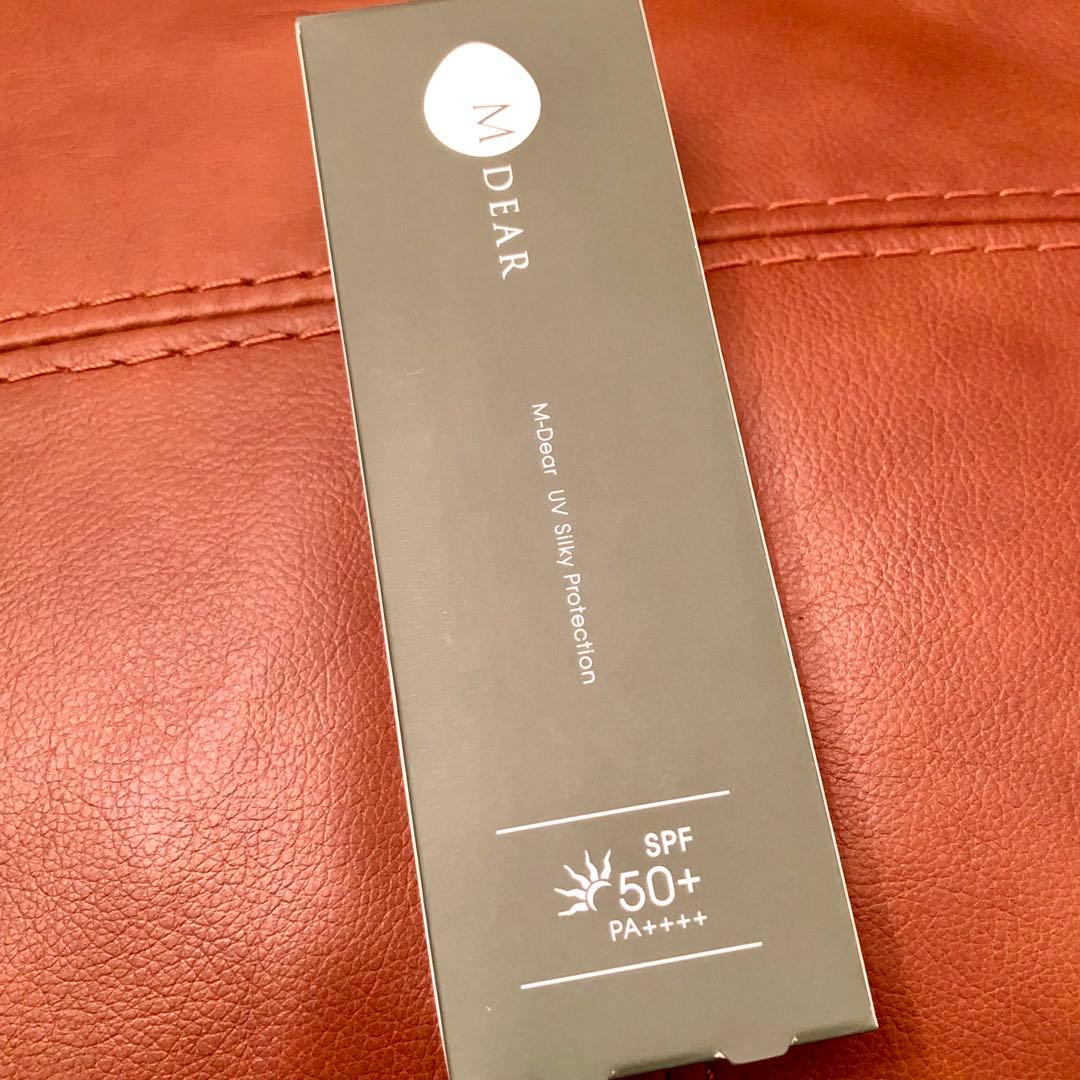 M DEAR
M-Dear UV Silky Protection
SPF
50+
PA++++